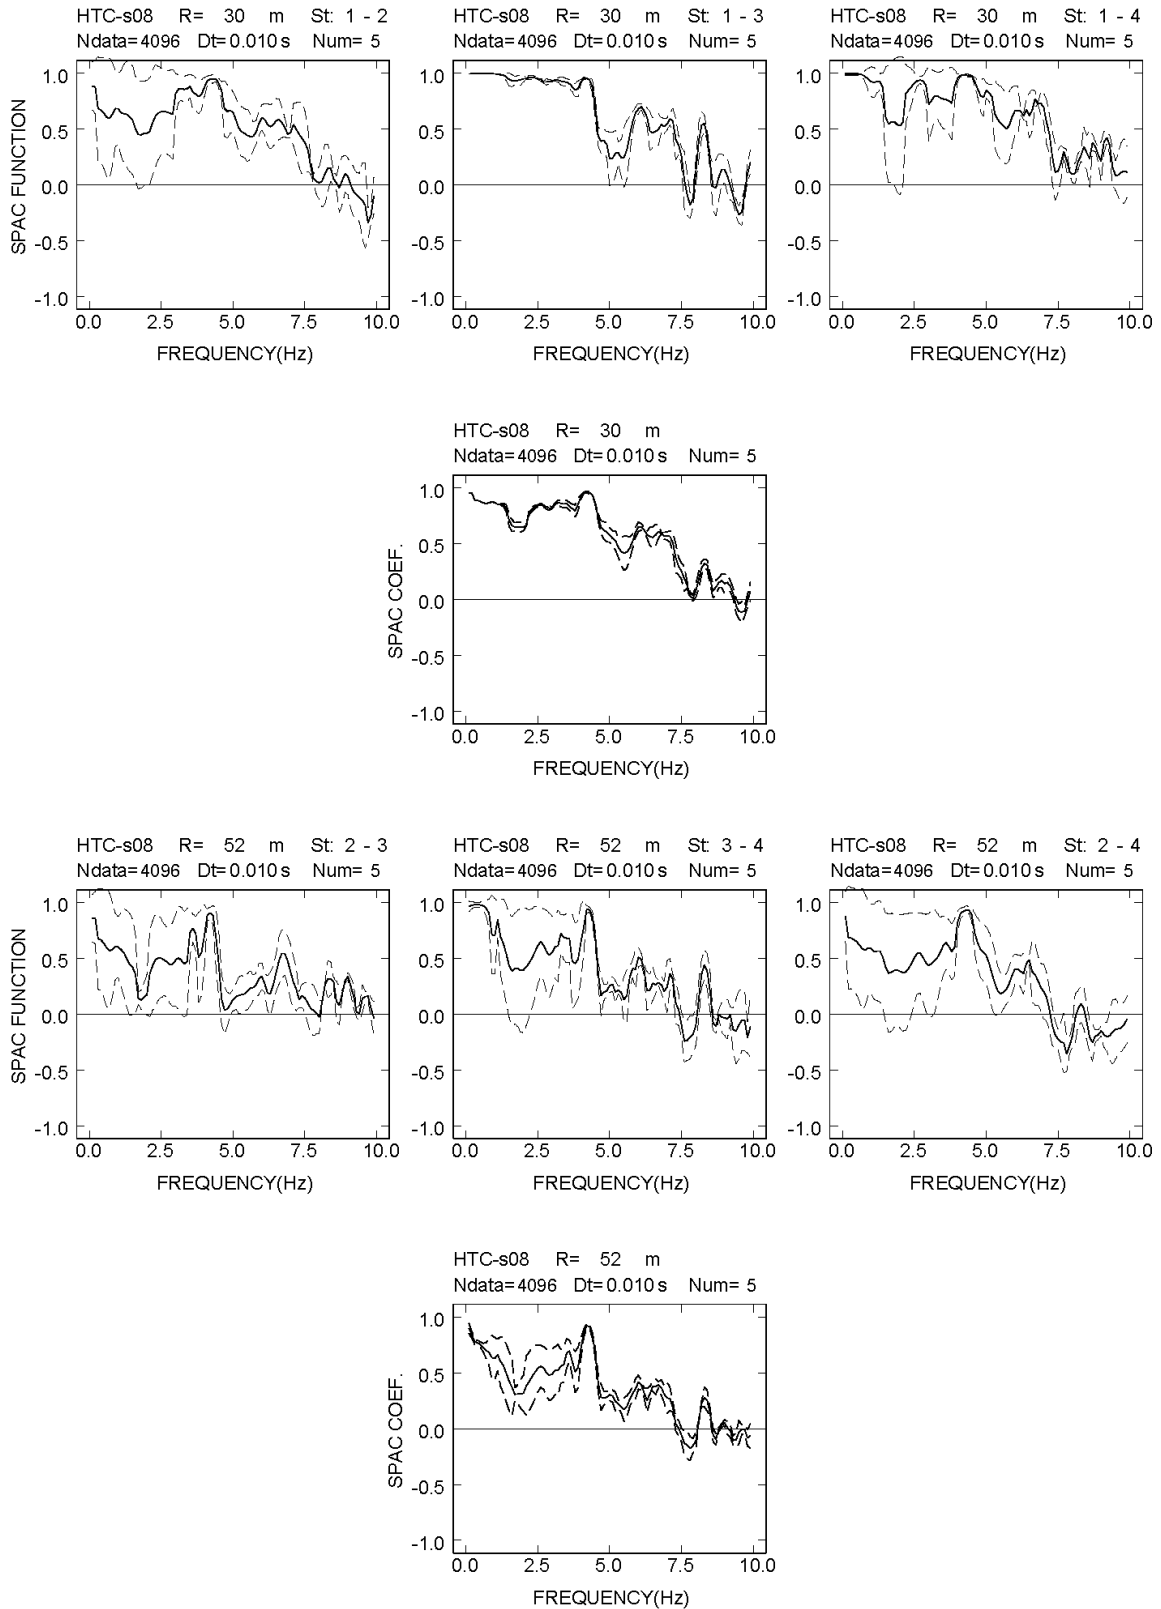 HTC-s08 R= 30 m St: 1 - 2
Ndata=4096 Dt=0.010 s Num= 5
1.0
0.5
0.0
-0.5
-1.0
SPAC FUNCTION
0.0 2.5 5.0 7.5 10.0
FREQUENCY(Hz)
HTC-s08 R= 30 m St: 1 - 3
Ndata=4096 Dt=0.010 s Num= 5
1.0
0.5
0.0
-0.5
-1.0
0.0 2.5 5.0 7.5 10.0
FREQUENCY(Hz)
HTC-s08 R= 30 m St: 1 - 4
Ndata=4096 Dt=0.010 s Num= 5
1.0
0.5
0.0
-0.5
-1.0
0.0 2.5 5.0 7.5 10.0
FREQUENCY(Hz)
HTC-s08 R= 30 m
Ndata=4096 Dt=0.010 s Num= 5
1.0
0.5
0.0
-0.5
-1.0
SPAC COEF.
0.0 2.5 5.0 7.5 10.0
FREQUENCY(Hz)
HTC-s08 R= 52 m St: 2 - 3
Ndata=4096 Dt=0.010 s Num= 5
1.0
0.5
0.0
-0.5
-1.0
SPAC FUNCTION
0.0 2.5 5.0 7.5 10.0
FREQUENCY(Hz)
HTC-s08 R= 52 m St: 3 - 4
Ndata=4096 Dt=0.010 s Num= 5
1.0
0.5
0.0
-0.5
-1.0
0.0 2.5 5.0 7.5 10.0
FREQUENCY(Hz)
HTC-s08 R= 52 m St: 2 - 4
Ndata=4096 Dt=0.010 s Num= 5
1.0
0.5
0.0
-0.5
-1.0
0.0 2.5 5.0 7.5 10.0
FREQUENCY(Hz)
HTC-s08 R= 52 m
Ndata=4096 Dt=0.010 s Num= 5
1.0
0.5
0.0
-0.5
-1.0
SPAC COEF.
0.0 2.5 5.0 7.5 10.0
FREQUENCY(Hz)